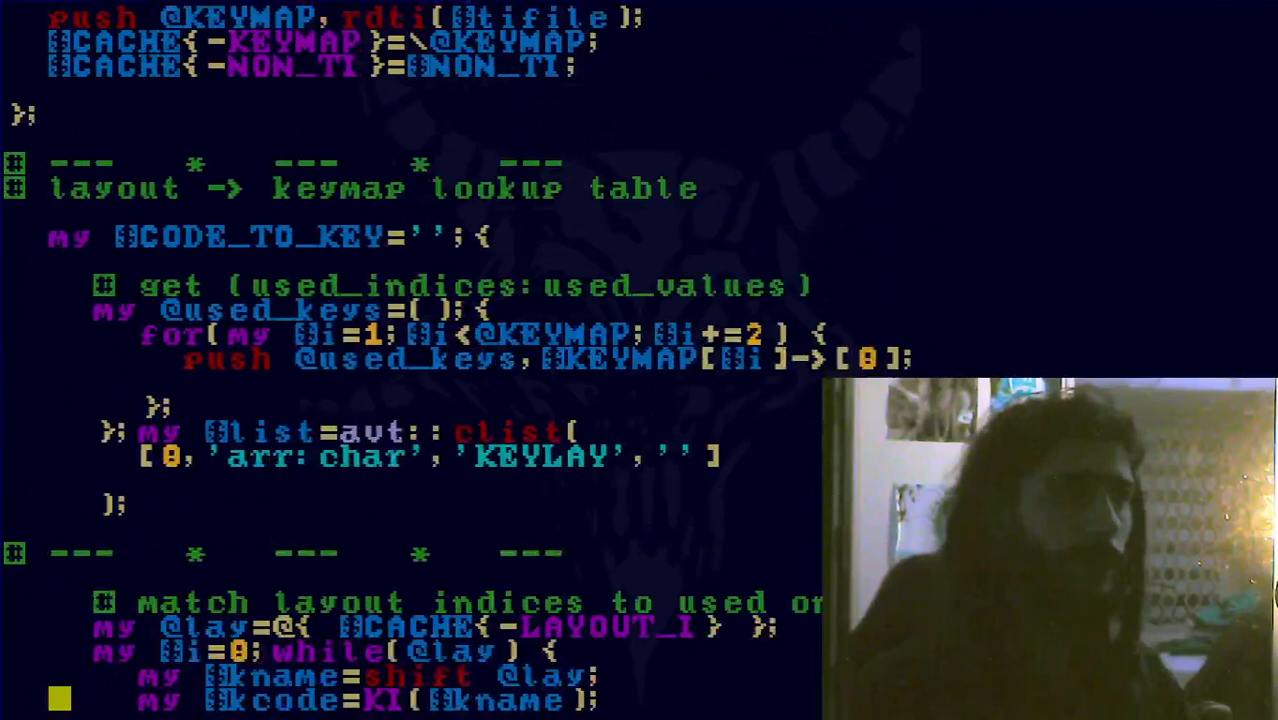 push @KEYMAP,rdti($tifile);
$CACHE{-KEYMAP}=\@KEYMAP;
$CACHE{-NON_TI}=$NON_TI;
};
# --- * --- * ---
# layout -> keymap lookup table
my $CODE_TO_KEY='';{
# get (used_indices:used_values)
my @used_keys=();{
for(my $i=1;$i<@KEYMAP;$i+=2) {
push @used_keys,$KEYMAP[$i]->[0];
};
}; my $list=avt::clist(
[0,'arr:char','KEYLAY','']
);
# --- * --- * ---
# match layout indices to used
my @lay=@{ $CACHE{-LAYOUT_I} };
my $i=0;while(@lay) {
my $kname=shift @lay;
my $kcode=KI($kname);